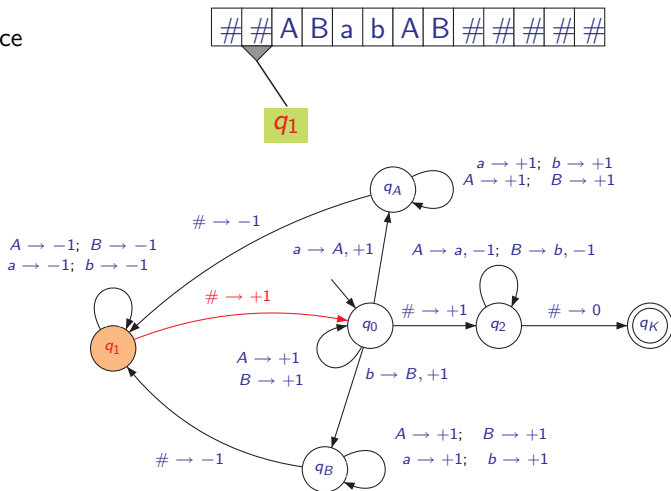 ce
# # A B a b A B # # # # #
q1
a → +1; b → +1
A → +1; B → +1
qA
# → −1
A → −1; B → −1
a → −1; b → −1
a → A, +1
A → a, −1; B → b, −1
# → +1
q1
q0
# → +1
q2
# → 0
qK
A → +1
B → +1
b → B, +1
A → +1; B → +1
a → +1; b → +1
# → −1
qB